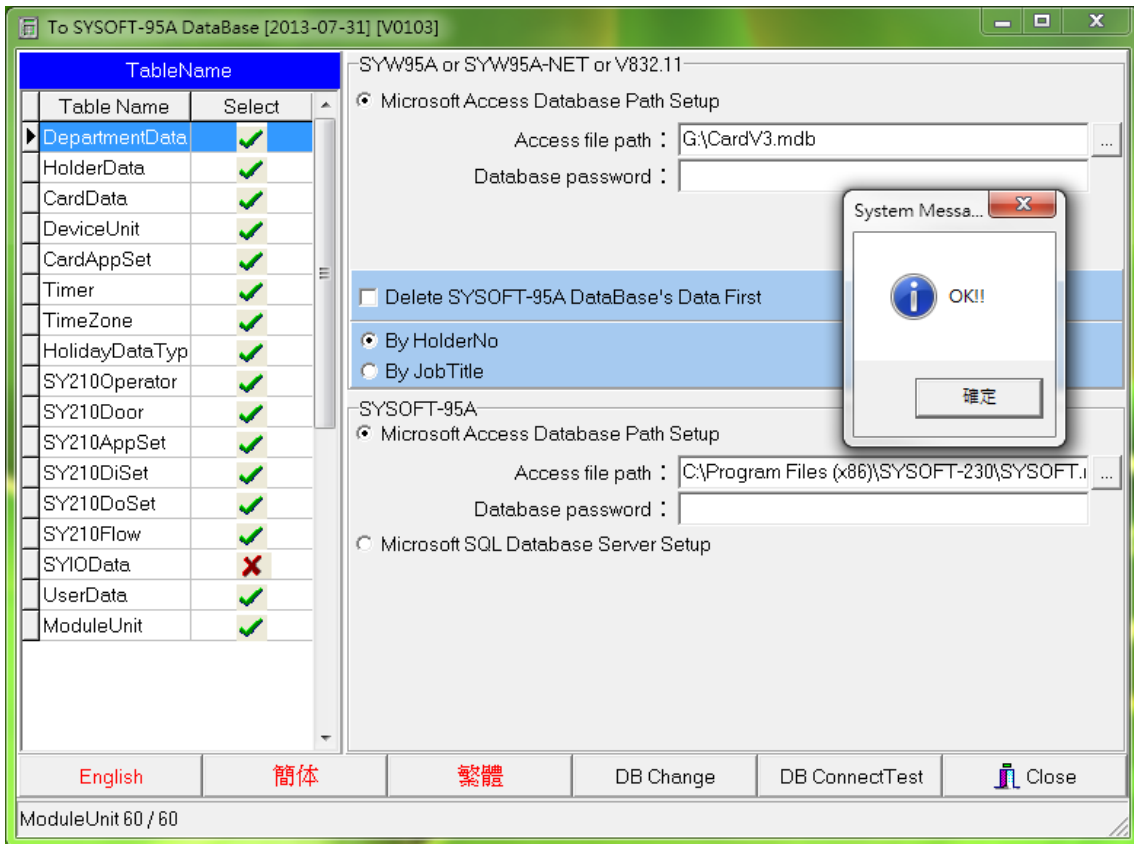 To SYSOFT-95A DataBase [2013-07-31] [V0103]
TableName
Table Name Select
DepartmentData
HolderData
CardData
DeviceUnit
CardAppSet
Timer
TimeZone
HolidayDataTyp
SY210Operator
SY210Door
SY210AppSet
SY210DiSet
SY210DoSet
SY210Flow
SYIOData
UserData
ModuleUnit
SYW95A or SYW95A-NET or V832.11
Microsoft Access Database Path Setup
Access file path： G:\CardV3.mdb ...
Database password：
Delete SYSOFT-95A DataBase's Data First
By HolderNo
By JobTitle
SYSOFT-95A
Microsoft Access Database Path Setup
Access file path： C:\Program Files (x86)\SYSOFT-230\SYSOFT. ...
Database password：
Microsoft SQL Database Server Setup
System Messa...
OK!!
確定
English 簡体 繁體 DB Change DB ConnectTest Close
ModuleUnit 60 / 60